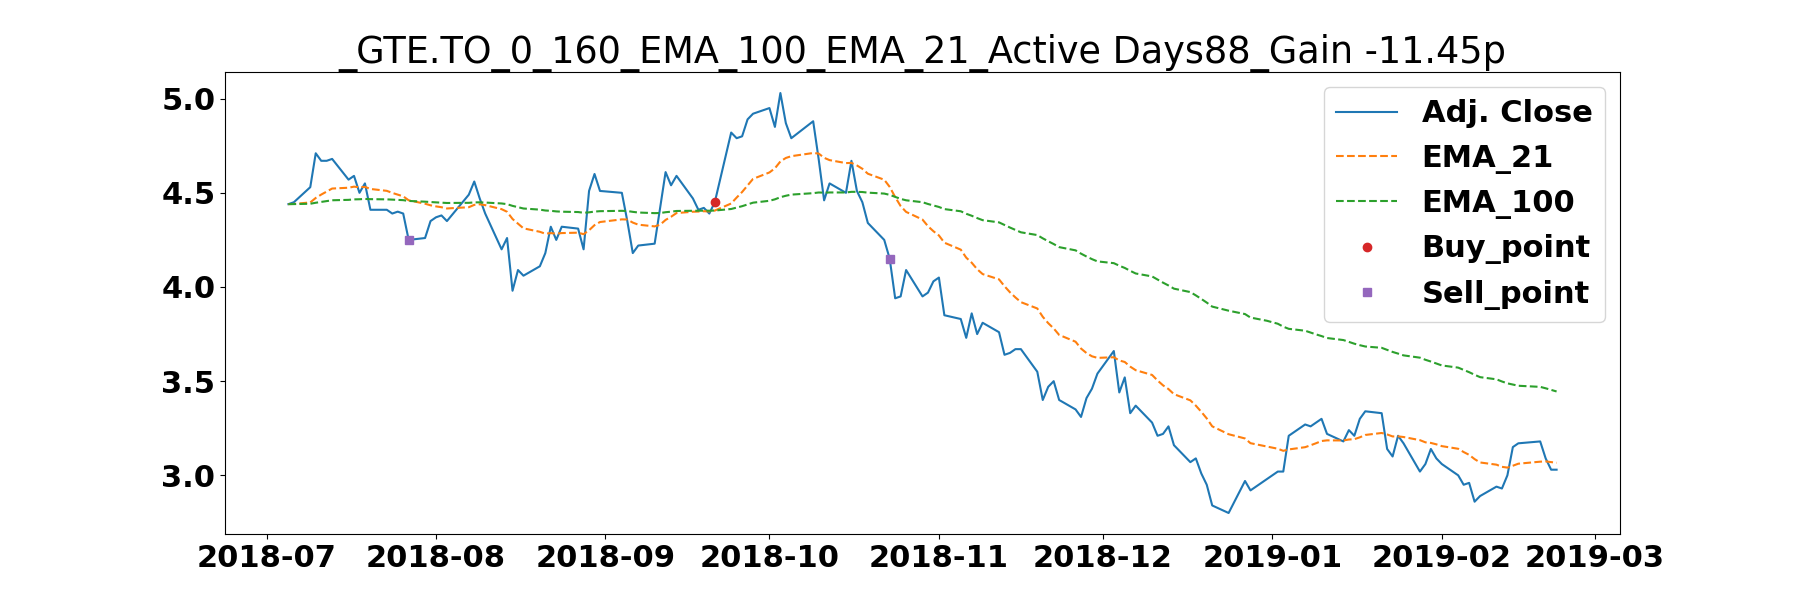 _GTE.TO_0_160_EMA_100_EMA_21_Active Days88_Gain -11.45p
5.0
4.5
4.0
3.5
3.0
Adj. Close
EMA_21
EMA_100
Buy_point
Sell_point
2018-07 2018-08 2018-09 2018-10 2018-11 2018-12 2019-01 2019-02 2019-03